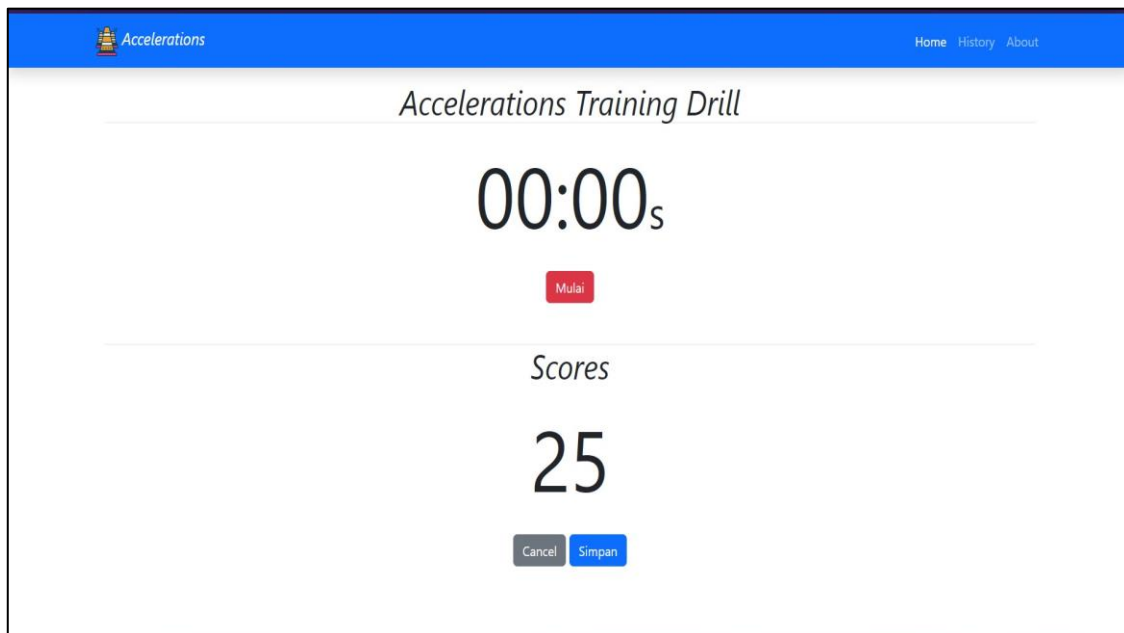 Accelerations
Home History About
Accelerations Training Drill
00:00s
Mulai
Scores
25
Cancel Simpan